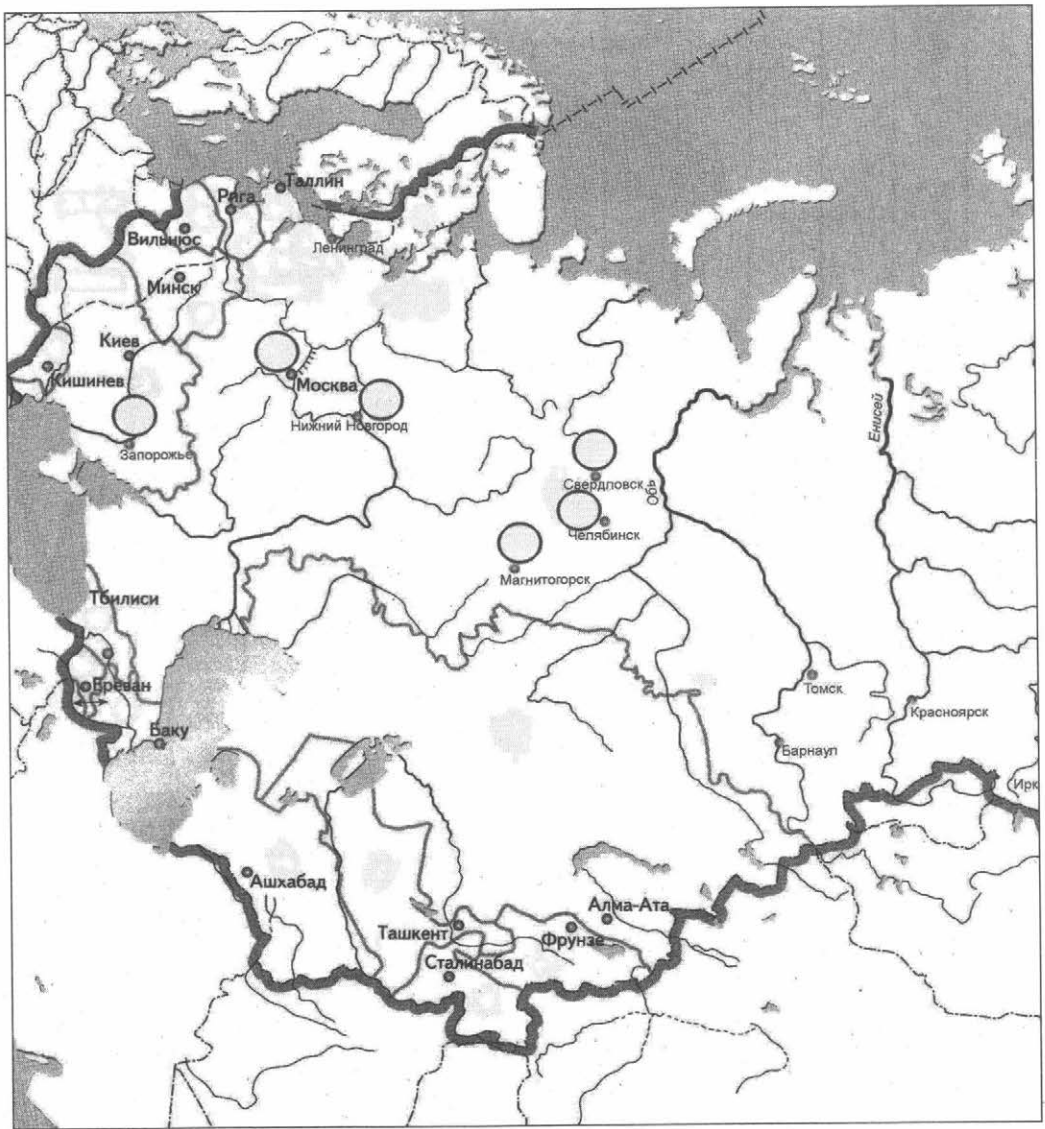 Таллин
Рига
Вильнюс
Ленинград
Минск
Киев
Кишинев
Москва
Нижний Новгород
Запорожье
Свердловск
Обь
Енисей
Челябинск
Магнитогорск
Тбилиси
Ереван
Баку
Томск
Красноярск
Барнаул
Ирк
Ашхабад
Алма-Ата
Ташкент
Фрунзе
Сталинабад